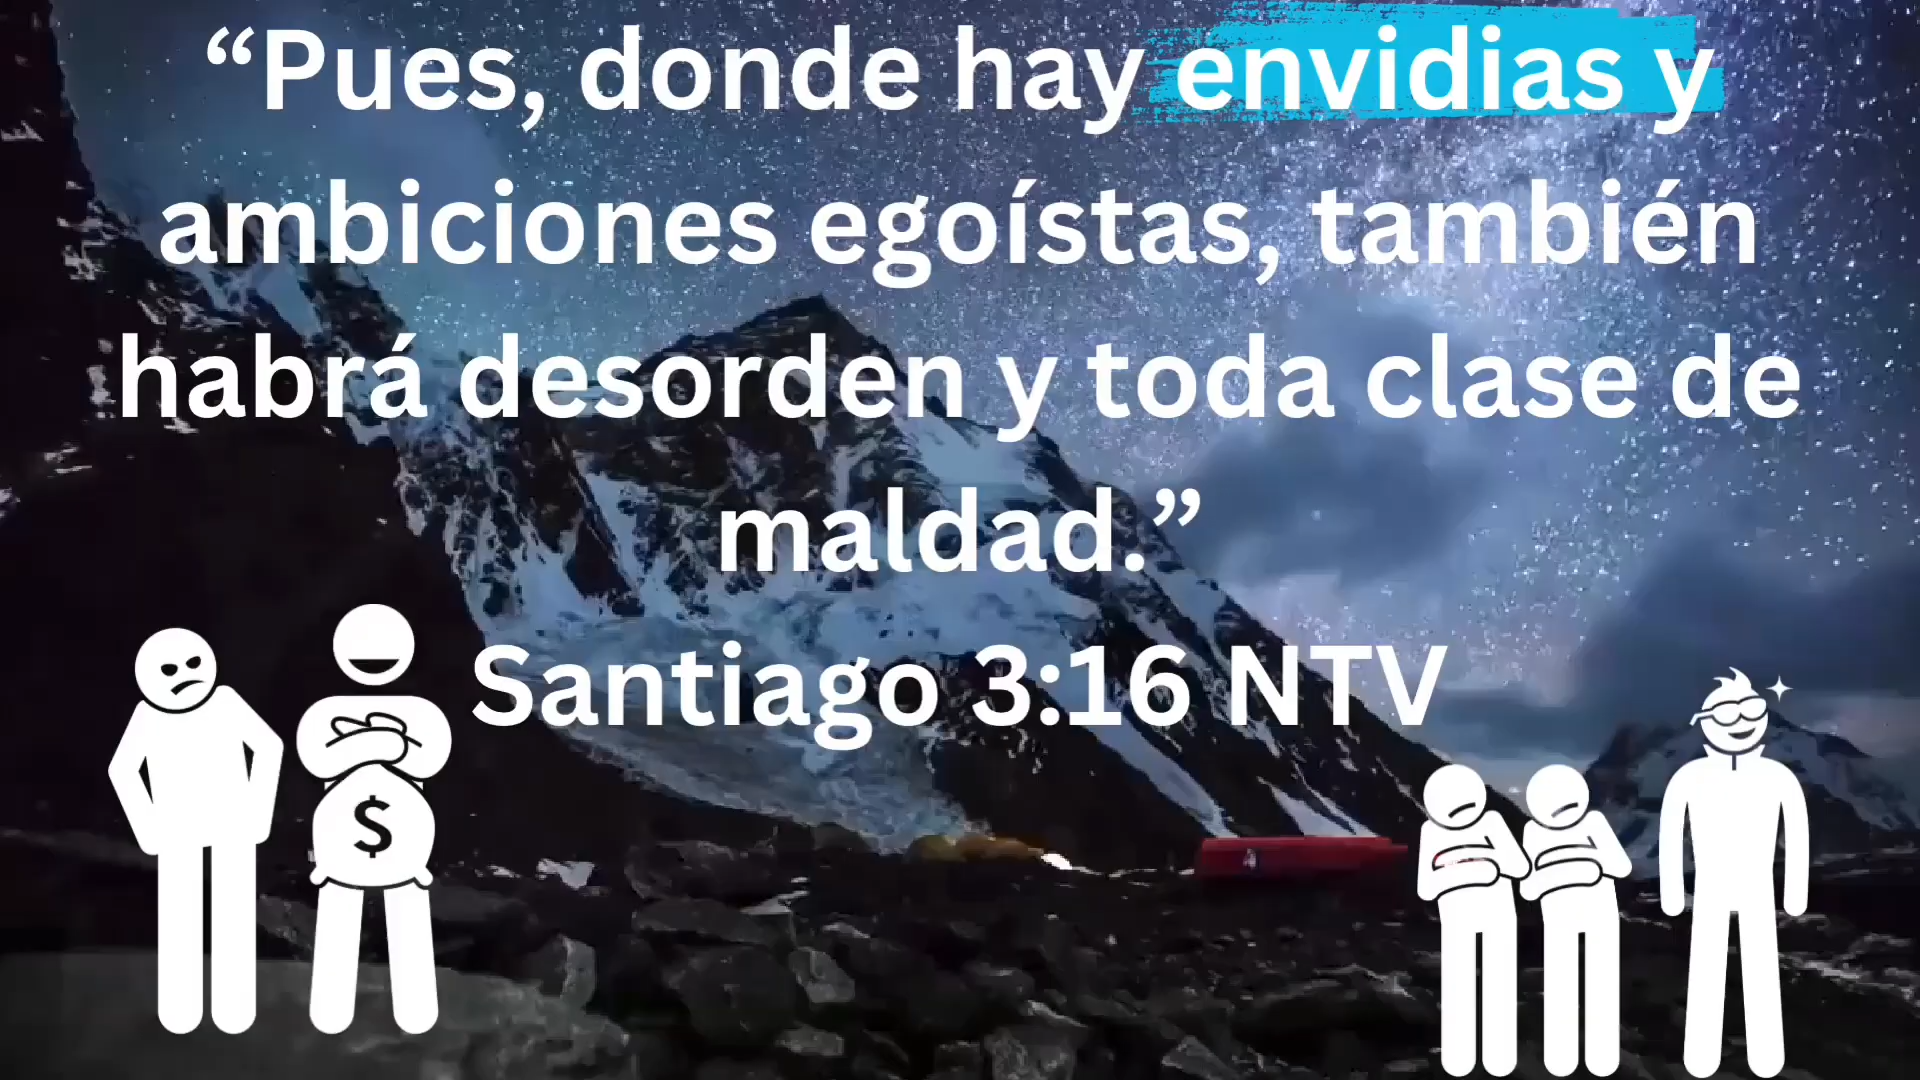 “Pues, donde hay envidias y
ambiciones egoístas, también
habrá desorden y toda clase de
maldad.”
Santiago 3:16 NTV
$